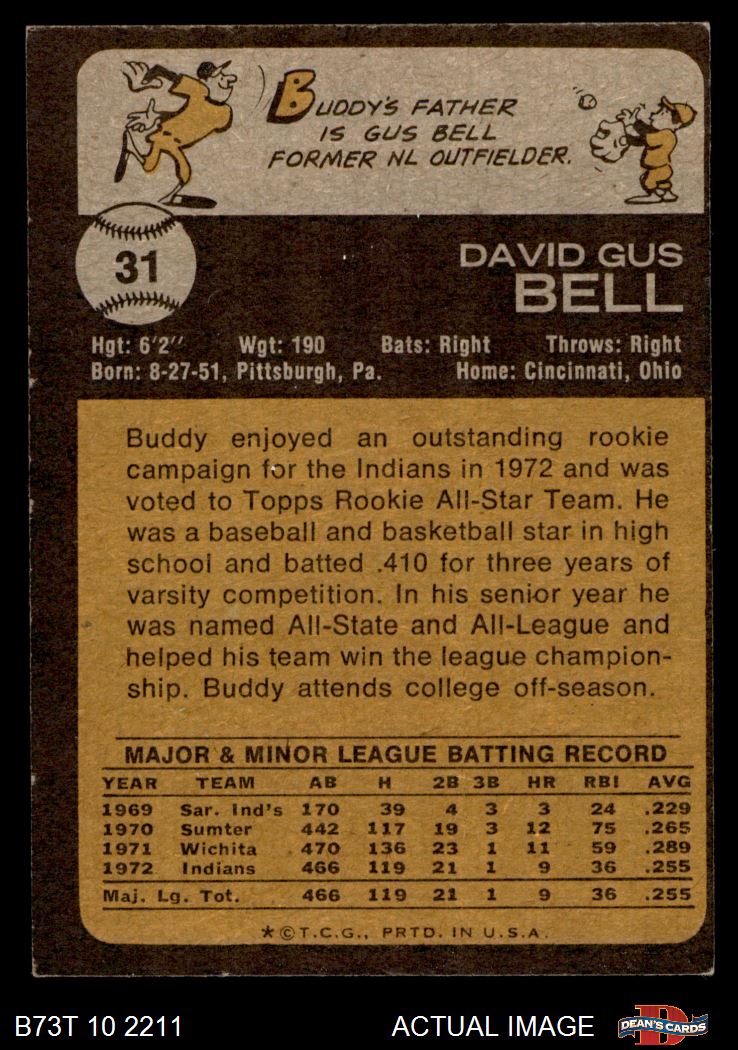 BUDDY'S FATHER
IS GUS BELL
FORMER NL OUTFIELDER.
31
DAVID GUS
BELL
Hgt: 6'2" Wgt: 190 Bats: Right Throws: Right
Born: 8-27-51, Pittsburgh, Pa. Home: Cincinnati, Ohio
Buddy enjoyed an outstanding rookie
campaign for the Indians in 1972 and was
voted to Topps Rookie All-Star Team. He
was a baseball and basketball star in high
school and batted .410 for three years of
varsity competition. In his senior year he
was named All-State and All-League and
helped his team win the league champion-
ship. Buddy attends college off-season.
MAJOR & MINOR LEAGUE BATTING RECORD
YEAR TEAM AB H 2B 3B HR RBI AVG
1969 Sar. Ind's 170 39 4 3 3 24 .229
1970 Sumter 442 117 19 3 12 75 .265
1971 Wichita 470 136 23 1 11 59 .289
1972 Indians 466 119 21 1 9 36 .255
Maj. Lg. Tot. 466 119 21 1 9 36 .255
*©T.C.G., PRTD. IN U.S.A.
B73T 10 2211 ACTUAL IMAGE D DEAN'S CARDS